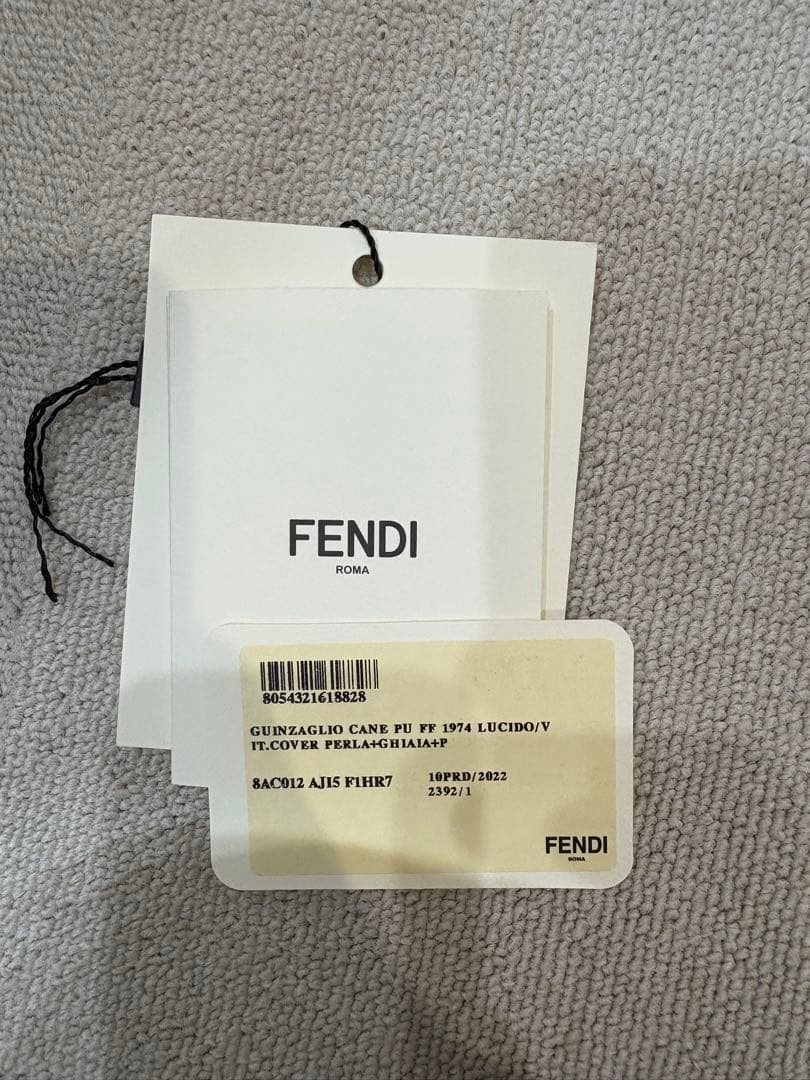 FENDI
ROMA
8054321618828
GUINZAGLIO CANE PU FF 1974 LUCIDO/V
IT.COVER PERLA+GHIAIA+P
8AC012 AJI5 F1HR7
10PRD/2022
2392/1
FENDI
ROMA